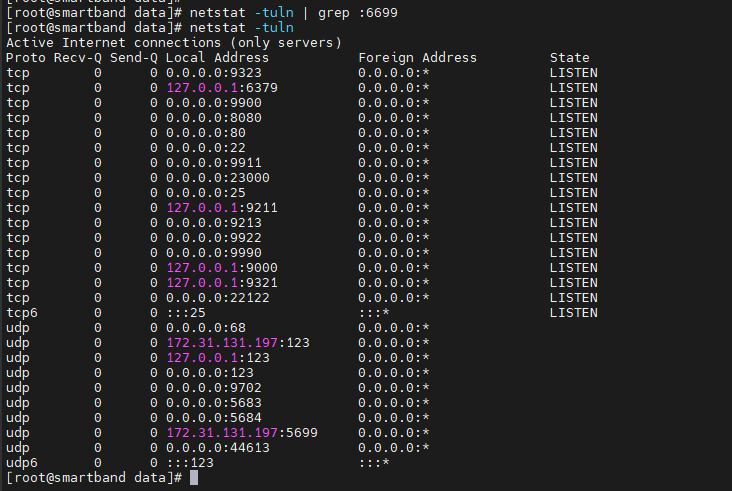 [root@smartband data]# netstat -tuln | grep :6699
[root@smartband data]# netstat -tuln
Active Internet connections (only servers)
Proto Recv-Q Send-Q Local Address           Foreign Address         State
tcp        0      0 0.0.0.0:9323            0.0.0.0:*               LISTEN
tcp        0      0 127.0.0.1:6379          0.0.0.0:*               LISTEN
tcp        0      0 0.0.0.0:9900            0.0.0.0:*               LISTEN
tcp        0      0 0.0.0.0:8080            0.0.0.0:*               LISTEN
tcp        0      0 0.0.0.0:80              0.0.0.0:*               LISTEN
tcp        0      0 0.0.0.0:22              0.0.0.0:*               LISTEN
tcp        0      0 0.0.0.0:9911            0.0.0.0:*               LISTEN
tcp        0      0 0.0.0.0:23000           0.0.0.0:*               LISTEN
tcp        0      0 0.0.0.0:25              0.0.0.0:*               LISTEN
tcp        0      0 127.0.0.1:9211          0.0.0.0:*               LISTEN
tcp        0      0 0.0.0.0:9213            0.0.0.0:*               LISTEN
tcp        0      0 0.0.0.0:9922            0.0.0.0:*               LISTEN
tcp        0      0 0.0.0.0:9990            0.0.0.0:*               LISTEN
tcp        0      0 127.0.0.1:9000          0.0.0.0:*               LISTEN
tcp        0      0 127.0.0.1:9321          0.0.0.0:*               LISTEN
tcp        0      0 0.0.0.0:22122           0.0.0.0:*               LISTEN
tcp6       0      0 :::25                   :::*                    LISTEN
udp        0      0 0.0.0.0:68              0.0.0.0:*
udp        0      0 172.31.131.197:123      0.0.0.0:*
udp        0      0 127.0.0.1:123           0.0.0.0:*
udp        0      0 0.0.0.0:123             0.0.0.0:*
udp        0      0 0.0.0.0:9702            0.0.0.0:*
udp        0      0 0.0.0.0:5683            0.0.0.0:*
udp        0      0 0.0.0.0:5684            0.0.0.0:*
udp        0      0 172.31.131.197:5699     0.0.0.0:*
udp        0      0 0.0.0.0:44613           0.0.0.0:*
udp6       0      0 :::123                  :::*
[root@smartband data]#